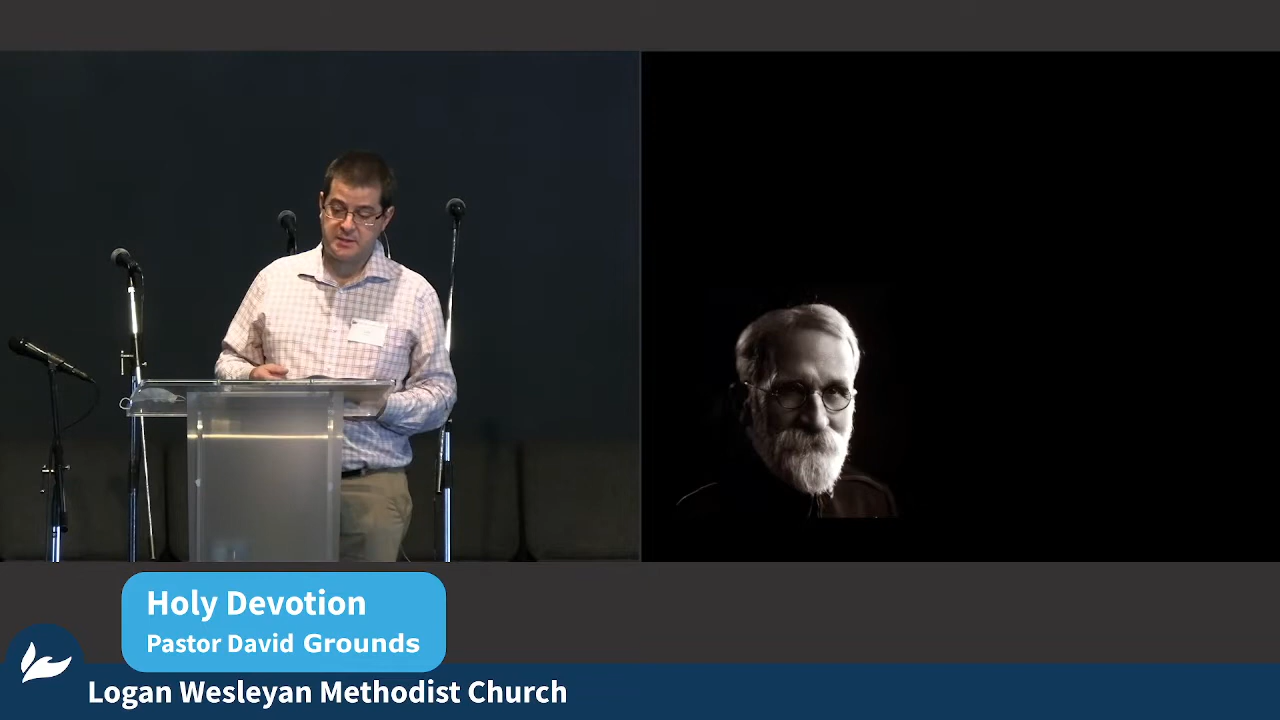 Holy Devotion
Pastor David Grounds
Logan Wesleyan Methodist Church